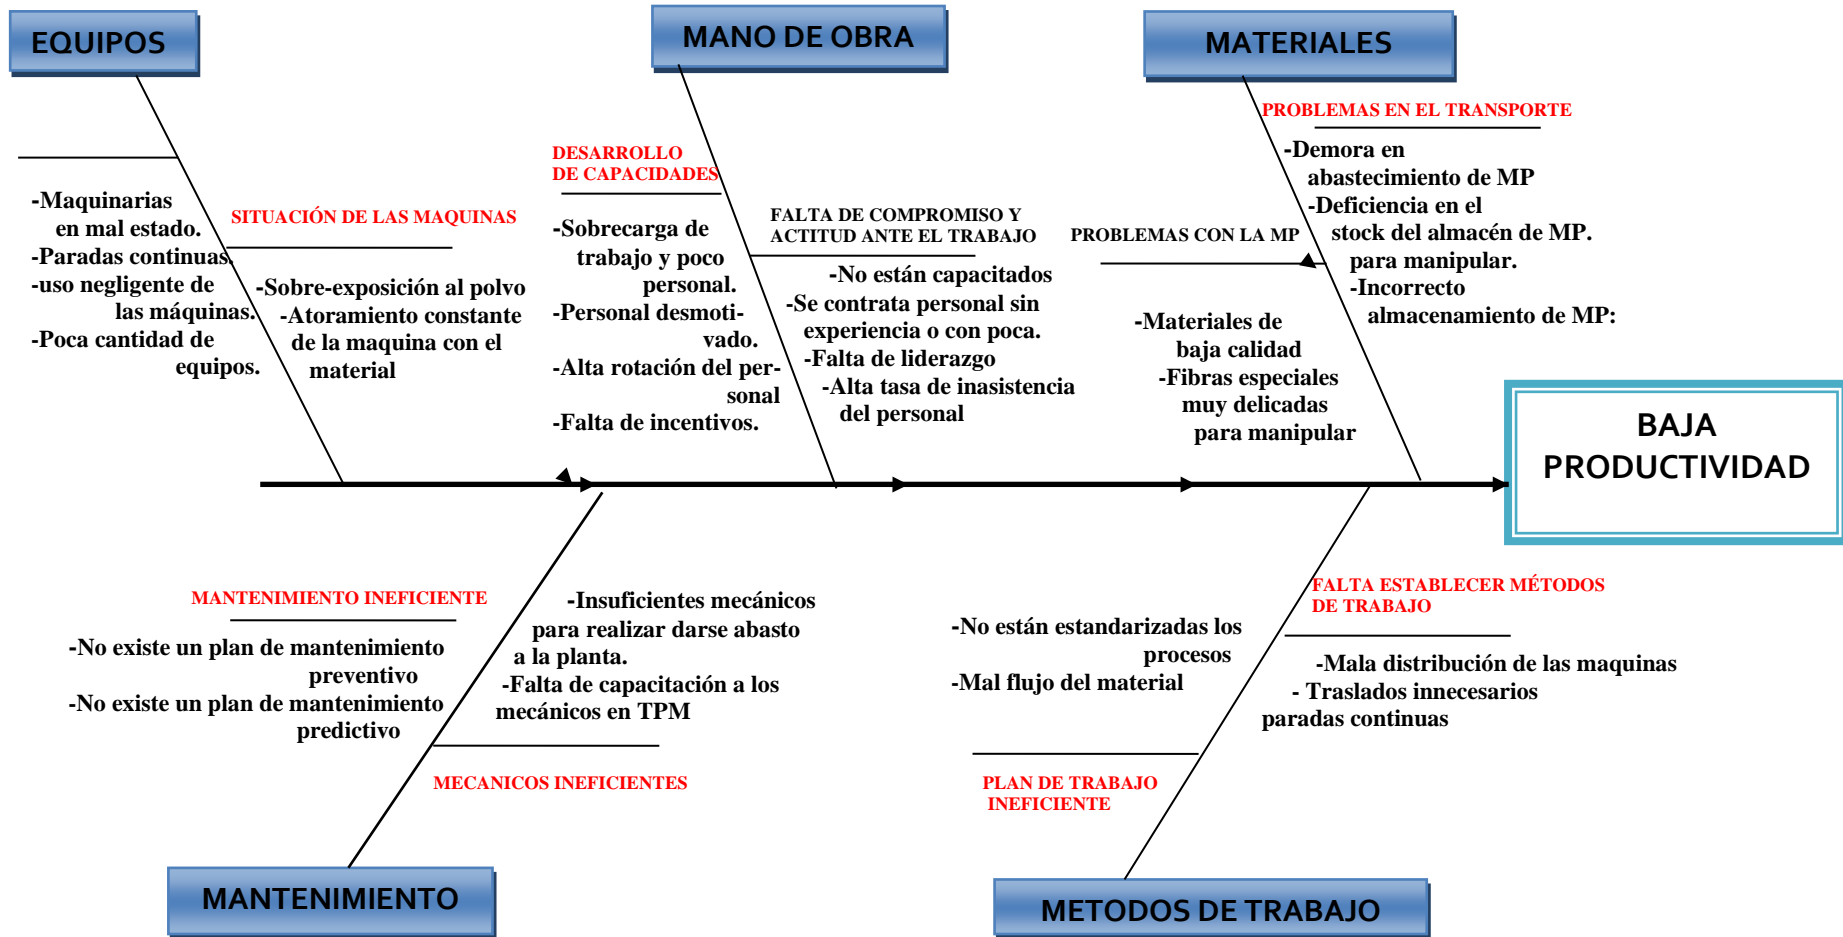 EQUIPOS
MANO DE OBRA
MATERIALES
-Maquinarias
en mal estado.
-Paradas continuas.
-uso negligente de
las máquinas.
-Poca cantidad de
equipos.
SITUACIÓN DE LAS MAQUINAS
-Sobre-exposición al polvo
-Atoramiento constante
de la maquina con el
material
DESARROLLO
DE CAPACIDADES
-Sobrecarga de
trabajo y poco
personal.
-Personal desmoti-
vado.
-Alta rotación del per-
sonal
-Falta de incentivos.
FALTA DE COMPROMISO Y
ACTITUD ANTE EL TRABAJO
-No están capacitados
-Se contrata personal sin
experiencia o con poca.
-Falta de liderazgo
-Alta tasa de inasistencia
del personal
PROBLEMAS CON LA MP
-Materiales de
baja calidad
-Fibras especiales
muy delicadas
para manipular
PROBLEMAS EN EL TRANSPORTE
-Demora en
abastecimiento de MP
-Deficiencia en el
stock del almacén de MP.
para manipular.
-Incorrecto
almacenamiento de MP:
BAJA
PRODUCTIVIDAD
MANTENIMIENTO INEFICIENTE
-No existe un plan de mantenimiento
preventivo
-No existe un plan de mantenimiento
predictivo
-Insuficientes mecánicos
para realizar darse abasto
a la planta.
-Falta de capacitación a los
mecánicos en TPM
MECANICOS INEFICIENTES
-No están estandarizadas los
procesos
-Mal flujo del material
PLAN DE TRABAJO
INEFICIENTE
FALTA ESTABLECER MÉTODOS
DE TRABAJO
-Mala distribución de las maquinas
- Traslados innecesarios
paradas continuas
MANTENIMIENTO
METODOS DE TRABAJO